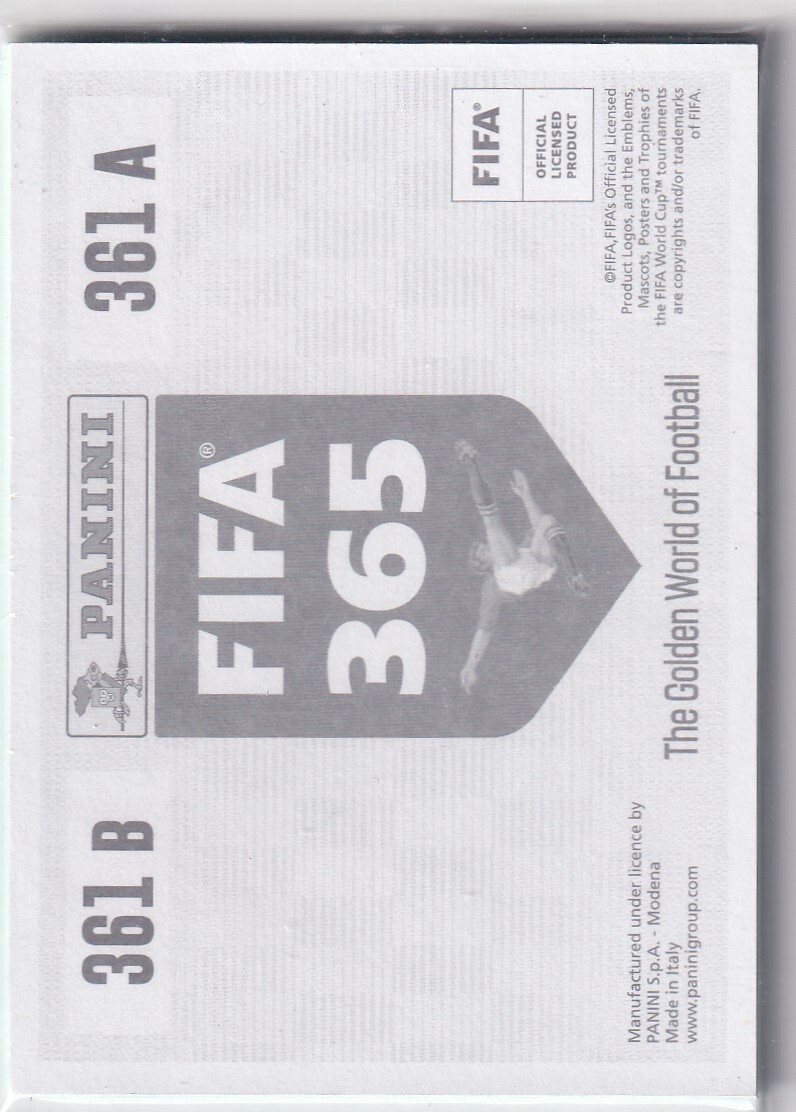 361 B
PANINI
361 A
FIFA®
365
FIFA®
OFFICIAL
LICENSED
PRODUCT
©FIFA,FIFA's Official Licensed
Product Logos, and the Emblems,
Mascots, Posters and Trophies of
the FIFA World Cup™ tournaments
are copyrights and/or trademarks
of FIFA.
Manufactured under licence by
PANINI S.p.A. - Modena
Made in Italy
www.paninigroup.com
The Golden World of Football